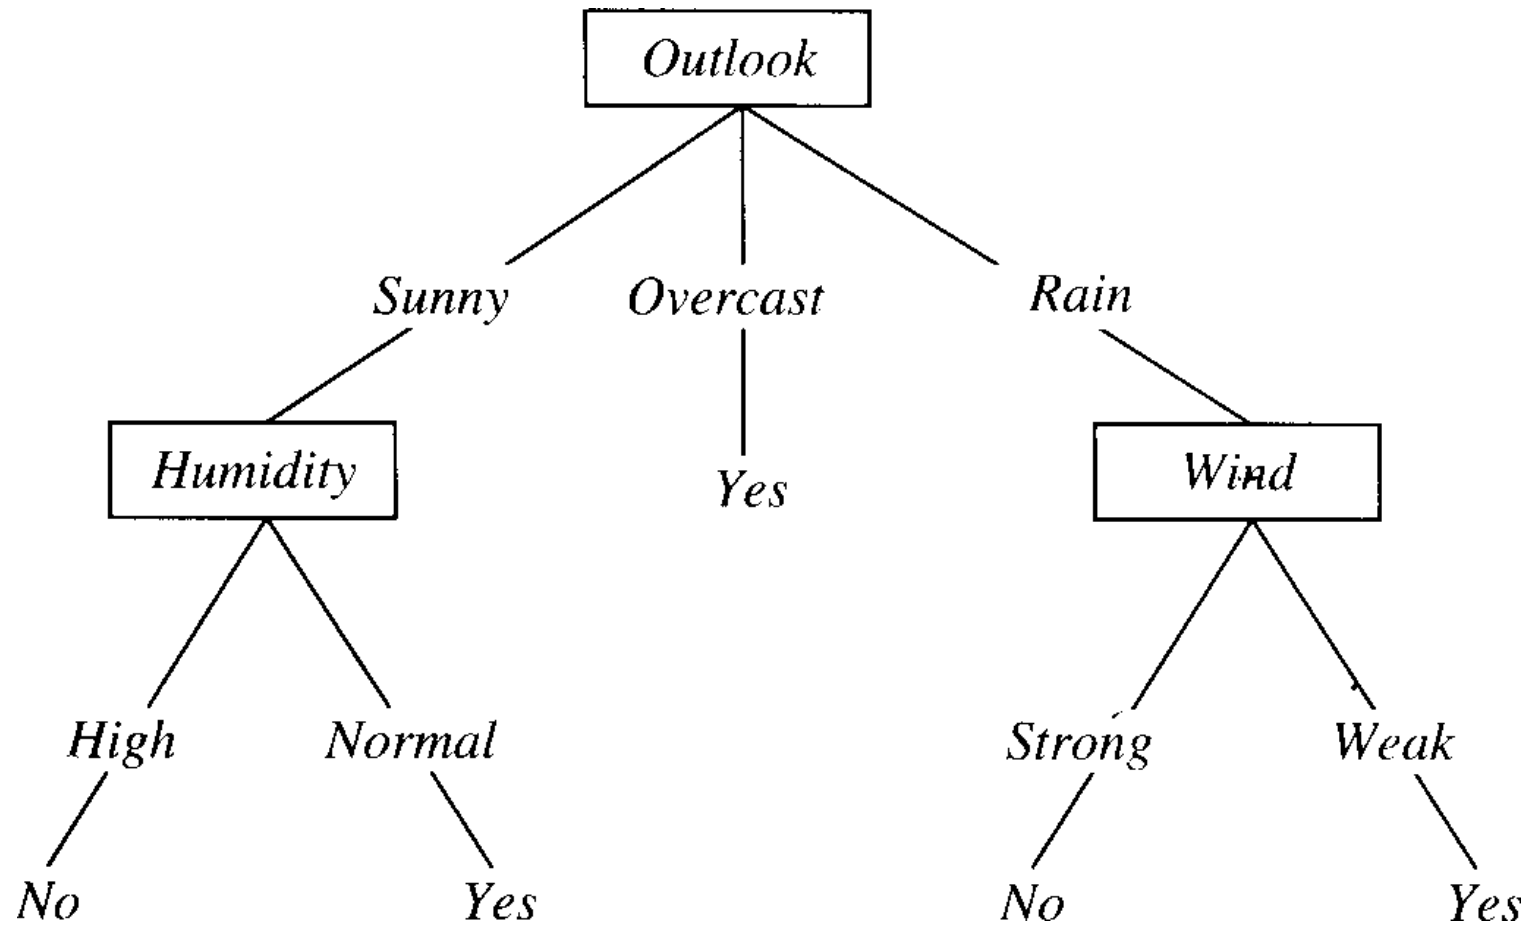 Outlook
Sunny Overcast Rain
Humidity Yes Wind
High Normal Strong Weak
No Yes No Yes